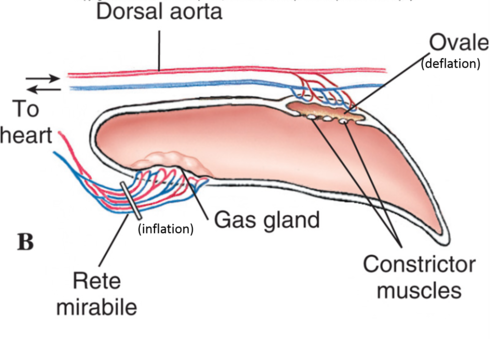 Dorsal aorta
Ovale
(deflation)
To
heart
Gas gland
(inflation)
B
Rete
mirabile
Constrictor
muscles